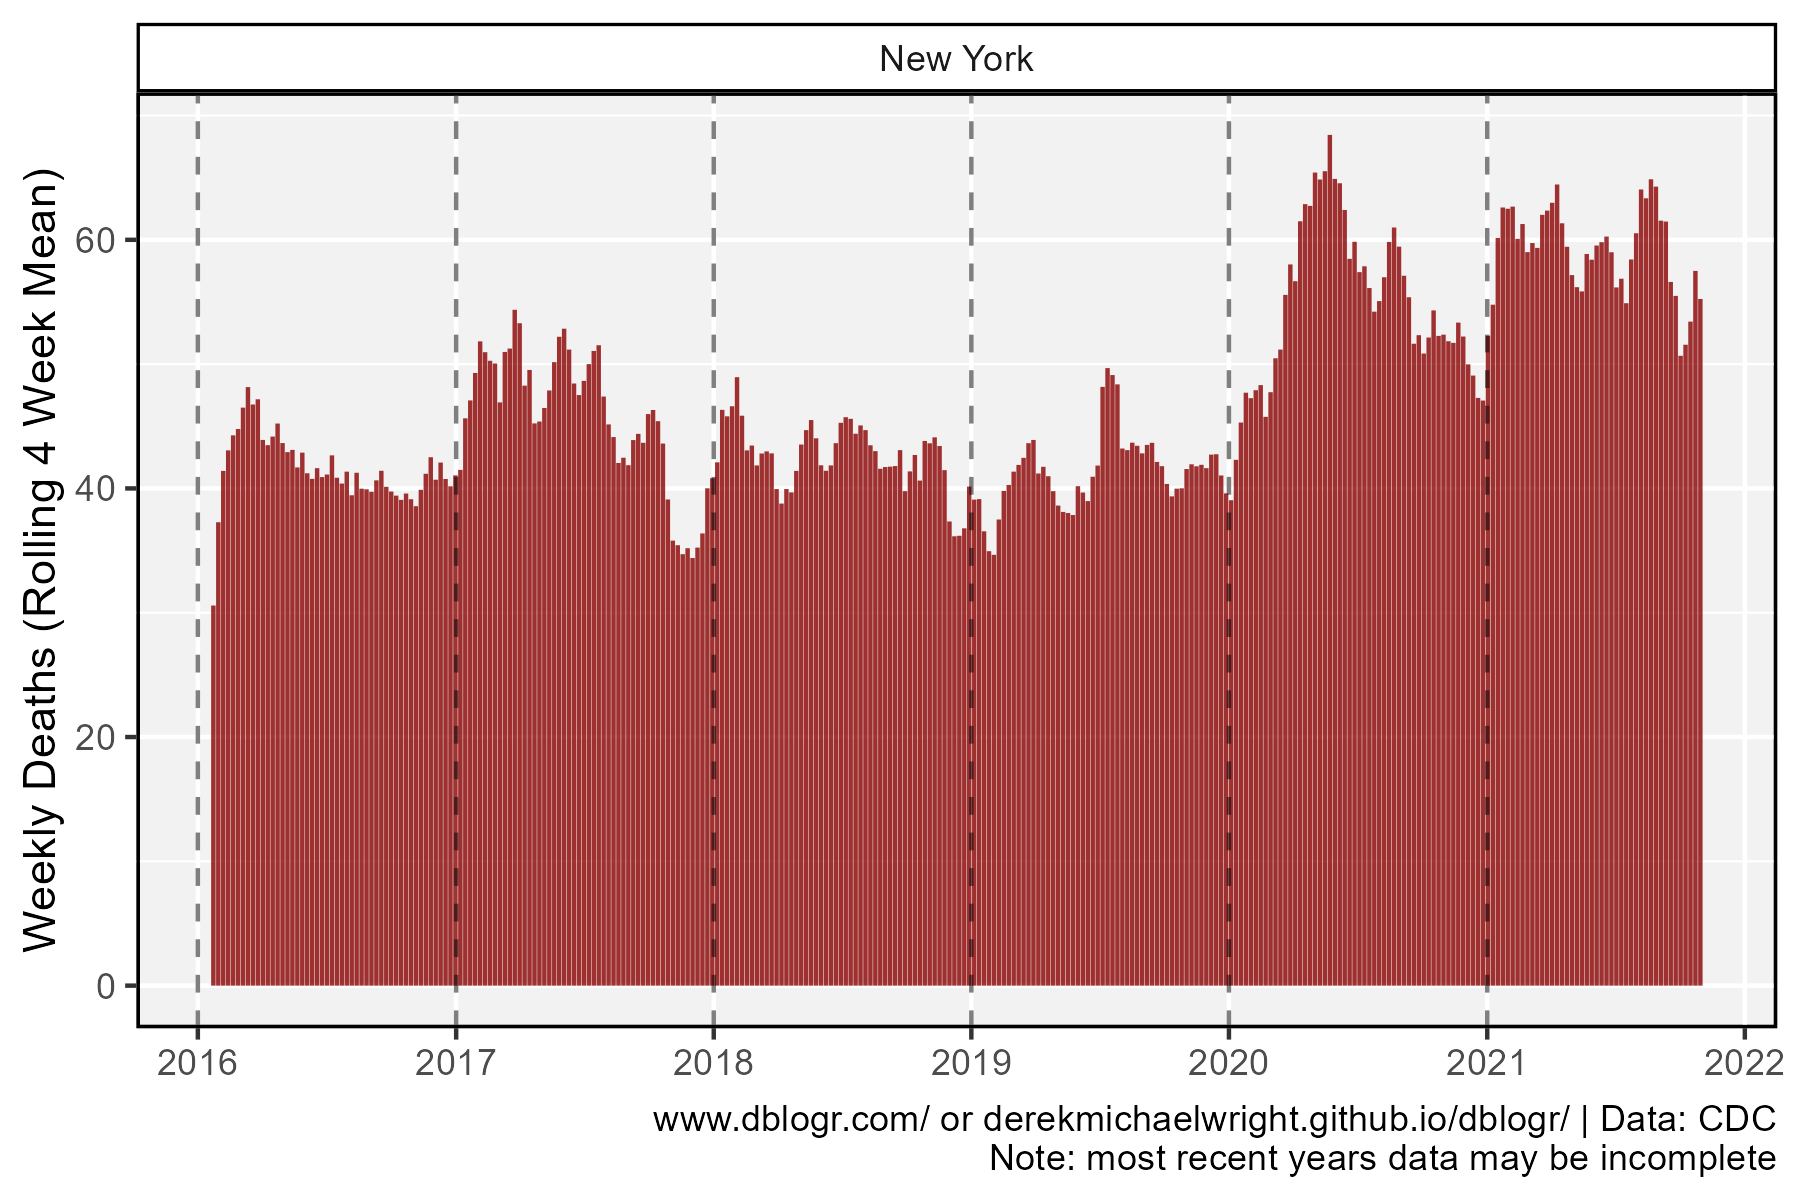 New York
Weekly Deaths (Rolling 4 Week Mean)
60
40
20
0
2016 2017 2018 2019 2020 2021 2022
www.dblogr.com/ or derekmichaelwright.github.io/dblogr/ | Data: CDC
Note: most recent years data may be incomplete